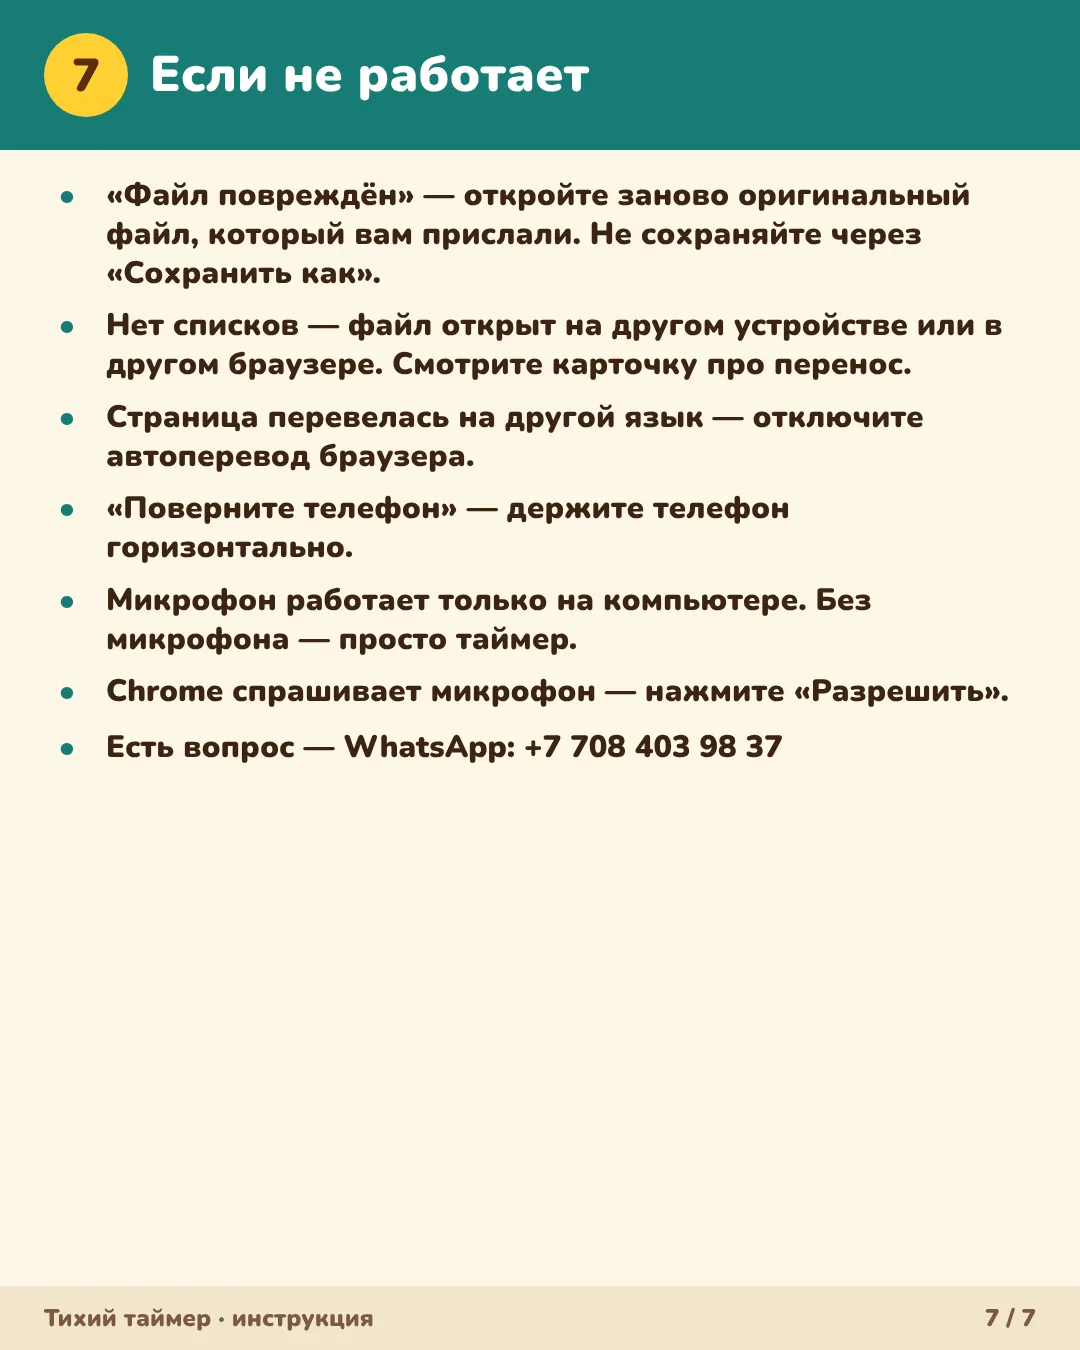 7 Если не работает
• «Файл повреждён» — откройте заново оригинальный
файл, который вам прислали. Не сохраняйте через
«Сохранить как».
• Нет списков — файл открыт на другом устройстве или в
другом браузере. Смотрите карточку про перенос.
• Страница перевелась на другой язык — отключите
автоперевод браузера.
• «Поверните телефон» — держите телефон
горизонтально.
• Микрофон работает только на компьютере. Без
микрофона — просто таймер.
• Chrome спрашивает микрофон — нажмите «Разрешить».
• Есть вопрос — WhatsApp: +7 708 403 98 37
Тихий таймер · инструкция 7 / 7